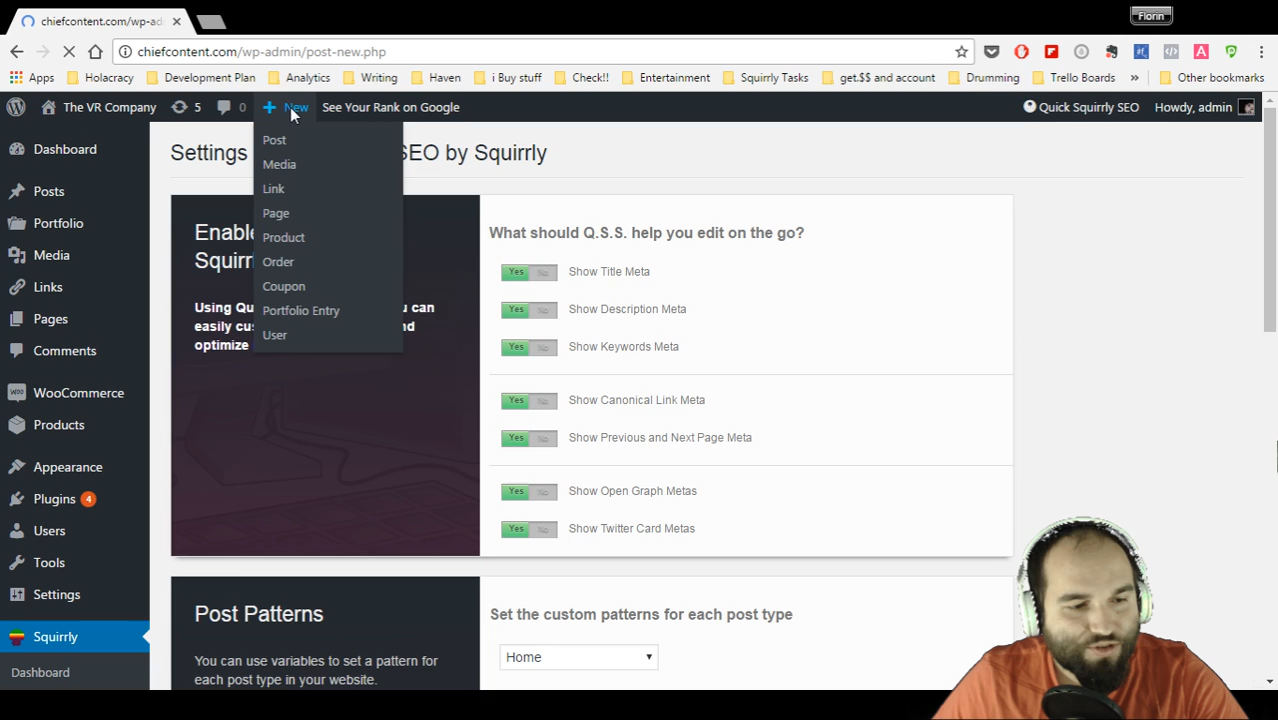 Florin
chiefcontent.com/wp-ad
chiefcontent.com/wp-admin/post-new.php
Apps Holacracy Development Plan Analytics Writing Haven i Buy stuff Check!! Entertainment Squirrly Tasks get.$$ and account Drumming Trello Boards » Other bookmarks
The VR Company 5 0 + New See Your Rank on Google Quick Squirrly SEO Howdy, admin
Post
Media
Link
Page
Product
Order
Coupon
Portfolio Entry
User
Dashboard
Posts
Portfolio
Media
Links
Pages
Comments
WooCommerce
Products
Appearance
Plugins 4
Users
Tools
Settings
Squirrly
Dashboard
Settings SEO by Squirrly
Enable
Squirr
Using Qu u can
easily cus and
optimize
What should Q.S.S. help you edit on the go?
Yes No Show Title Meta
Yes No Show Description Meta
Yes No Show Keywords Meta
Yes No Show Canonical Link Meta
Yes No Show Previous and Next Page Meta
Yes No Show Open Graph Metas
Yes No Show Twitter Card Metas
Post Patterns
You can use variables to set a pattern for
each post type in your website.
Set the custom patterns for each post type
Home